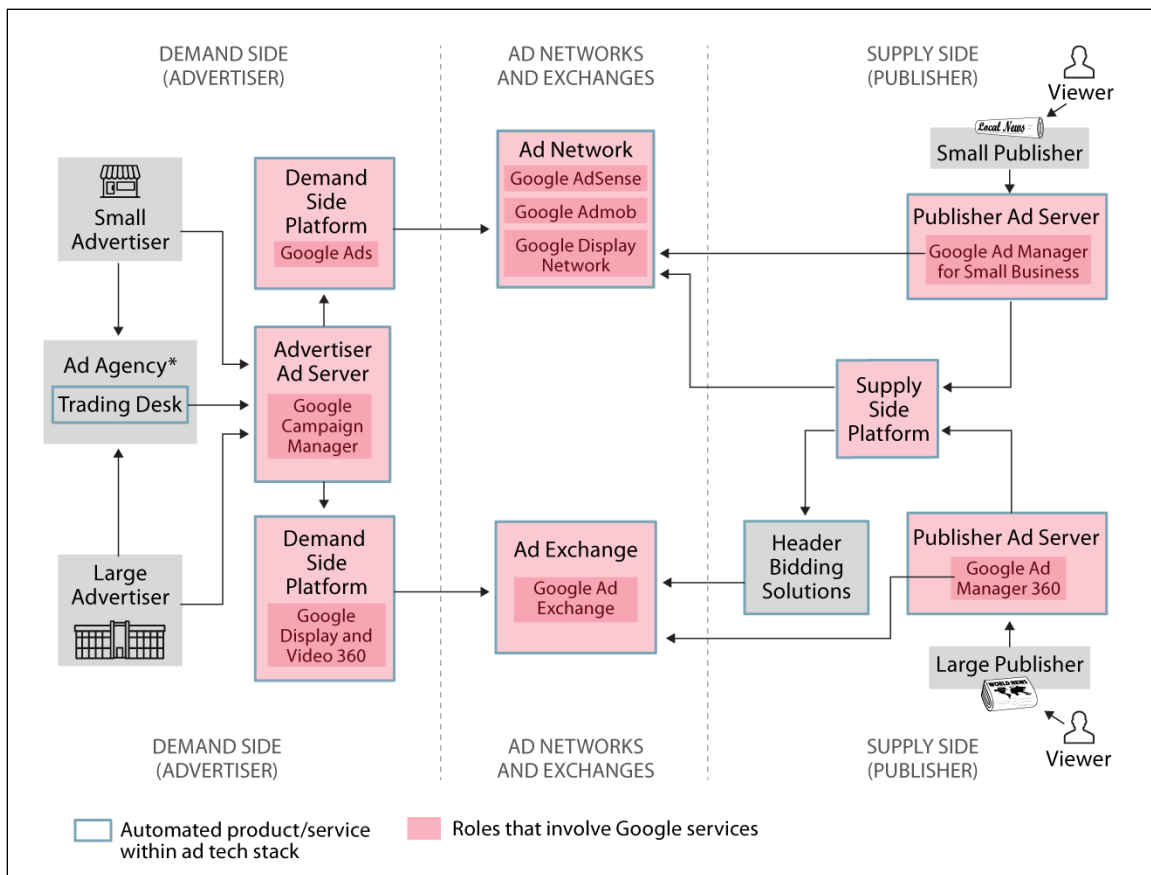 DEMAND SIDE
(ADVERTISER)
AD NETWORKS
AND EXCHANGES
SUPPLY SIDE
(PUBLISHER)
Viewer
Local News
Small Publisher
Small
Advertiser
Demand
Side
Platform
Google Ads
Ad Network
Google AdSense
Google Admob
Google Display
Network
Publisher Ad Server
Google Ad Manager
for Small Business
Ad Agency*
Trading Desk
Advertiser
Ad Server
Google
Campaign
Manager
Supply
Side
Platform
Large
Advertiser
Demand
Side
Platform
Google
Display and
Video 360
Ad Exchange
Google Ad
Exchange
Header
Bidding
Solutions
Publisher Ad Server
Google Ad
Manager 360
Large Publisher
WORLD NEWS
Viewer
DEMAND SIDE
(ADVERTISER)
AD NETWORKS
AND EXCHANGES
SUPPLY SIDE
(PUBLISHER)
Automated product/service
within ad tech stack
Roles that involve Google services